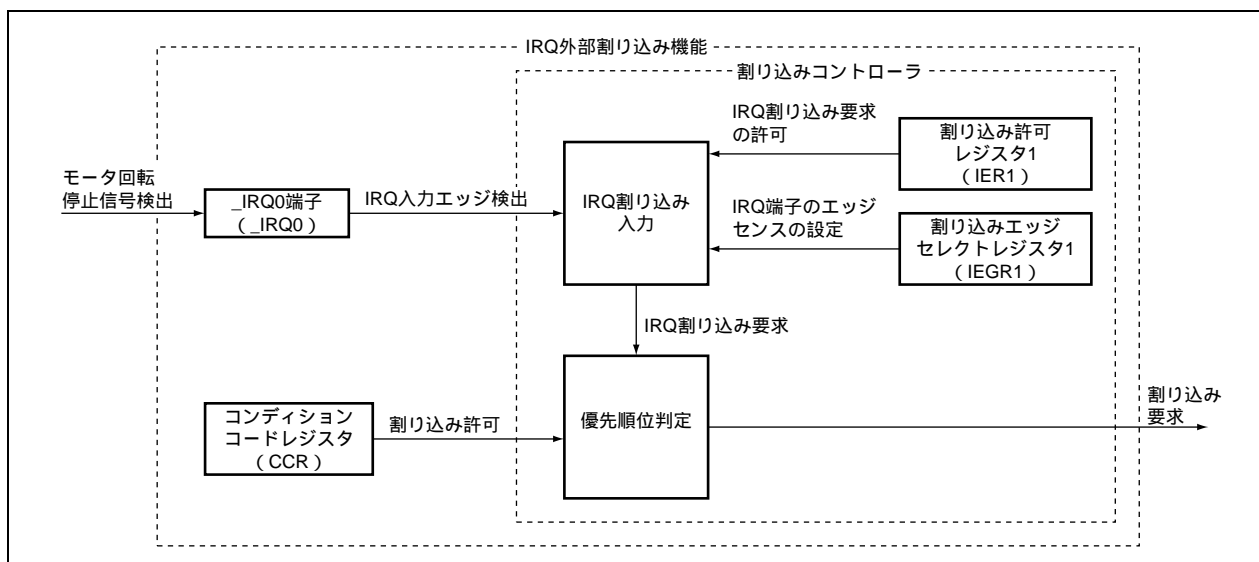 IRQ外部割り込み機能
割り込みコントローラ
IRQ割り込み要求
の許可
割り込み許可
レジスタ1
(IER1)
モータ回転
停止信号検出
_IRQ0端子
(_IRQ0)
IRQ入力エッジ検出
IRQ割り込み
入力
IRQ端子のエッジ
センスの設定
割り込みエッジ
セレクトレジスタ1
(IEGR1)
IRQ割り込み要求
コンディション
コードレジスタ
(CCR)
割り込み許可
優先順位判定
割り込み
要求